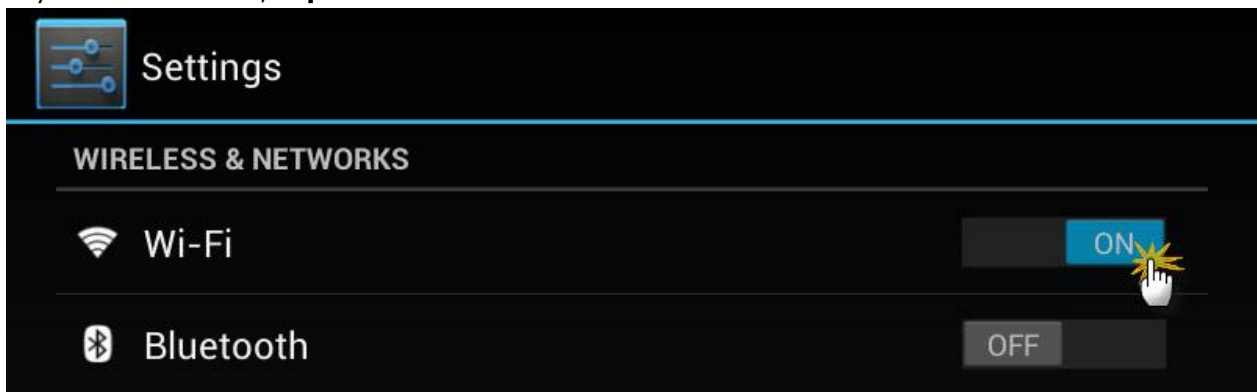 Settings
WIRELESS & NETWORKS
Wi-Fi
ON
Bluetooth
OFF